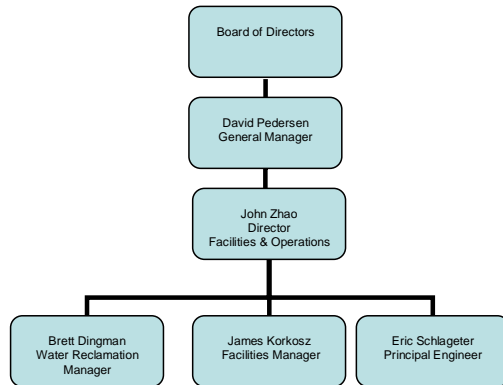 Board of Directors
David Pedersen
General Manager
John Zhao
Director
Facilities & Operations
Brett Dingman
Water Reclamation
Manager
James Korkosz
Facilities Manager
Eric Schlageter
Principal Engineer